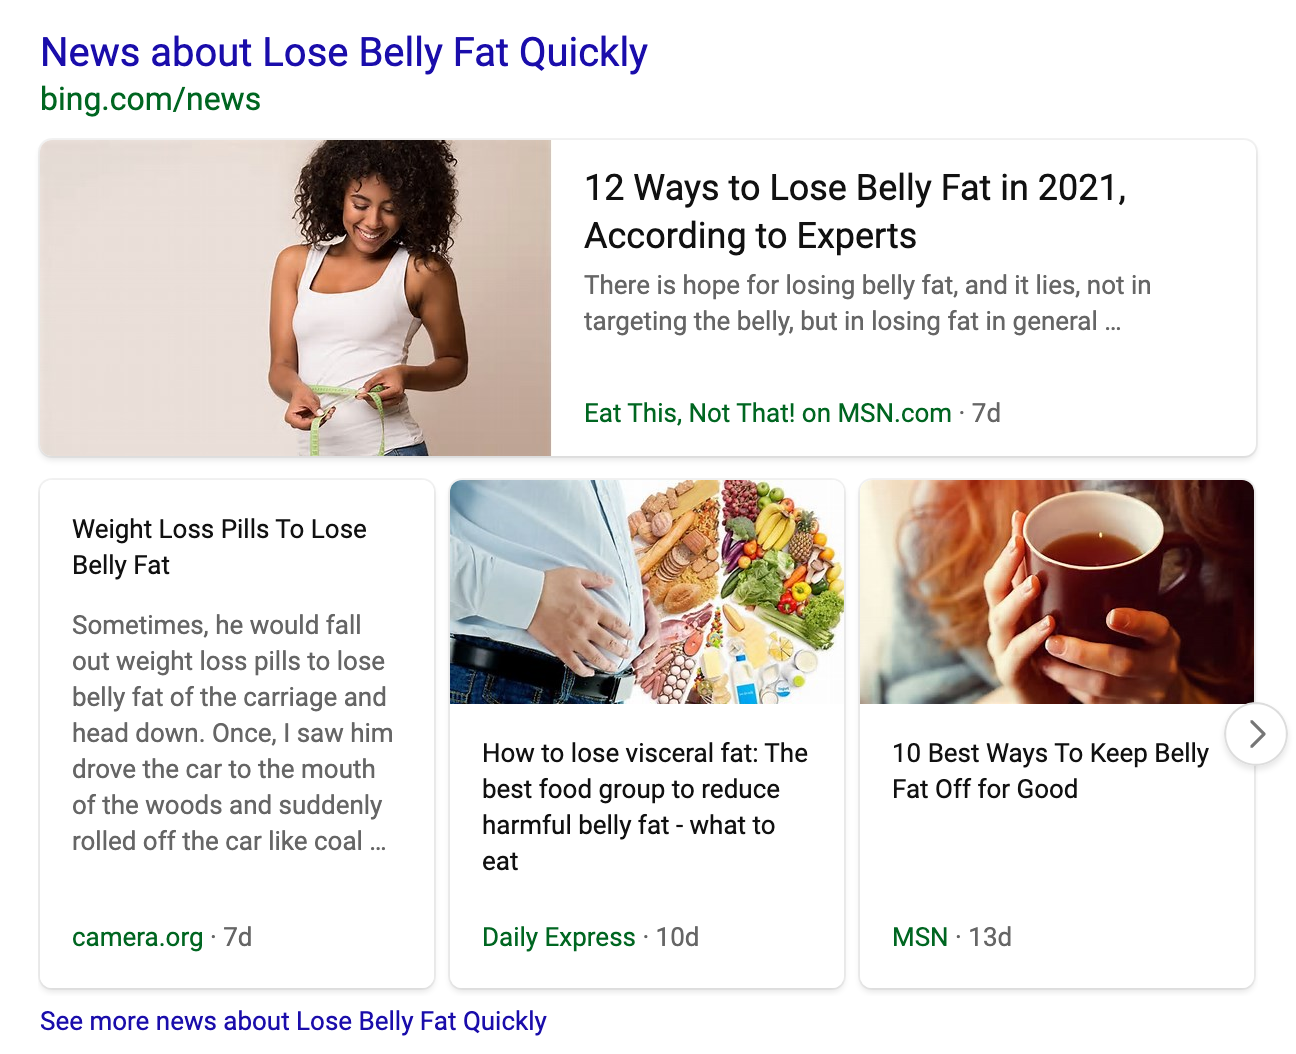 News about Lose Belly Fat Quickly
bing.com/news
12 Ways to Lose Belly Fat in 2021,
According to Experts
There is hope for losing belly fat, and it lies, not in
targeting the belly, but in losing fat in general ...
Eat This, Not That! on MSN.com · 7d
Weight Loss Pills To Lose
Belly Fat
Sometimes, he would fall
out weight loss pills to lose
belly fat of the carriage and
head down. Once, I saw him
drove the car to the mouth
of the woods and suddenly
rolled off the car like coal ...
camera.org · 7d
How to lose visceral fat: The
best food group to reduce
harmful belly fat - what to
eat
Daily Express · 10d
10 Best Ways To Keep Belly
Fat Off for Good
MSN · 13d
See more news about Lose Belly Fat Quickly